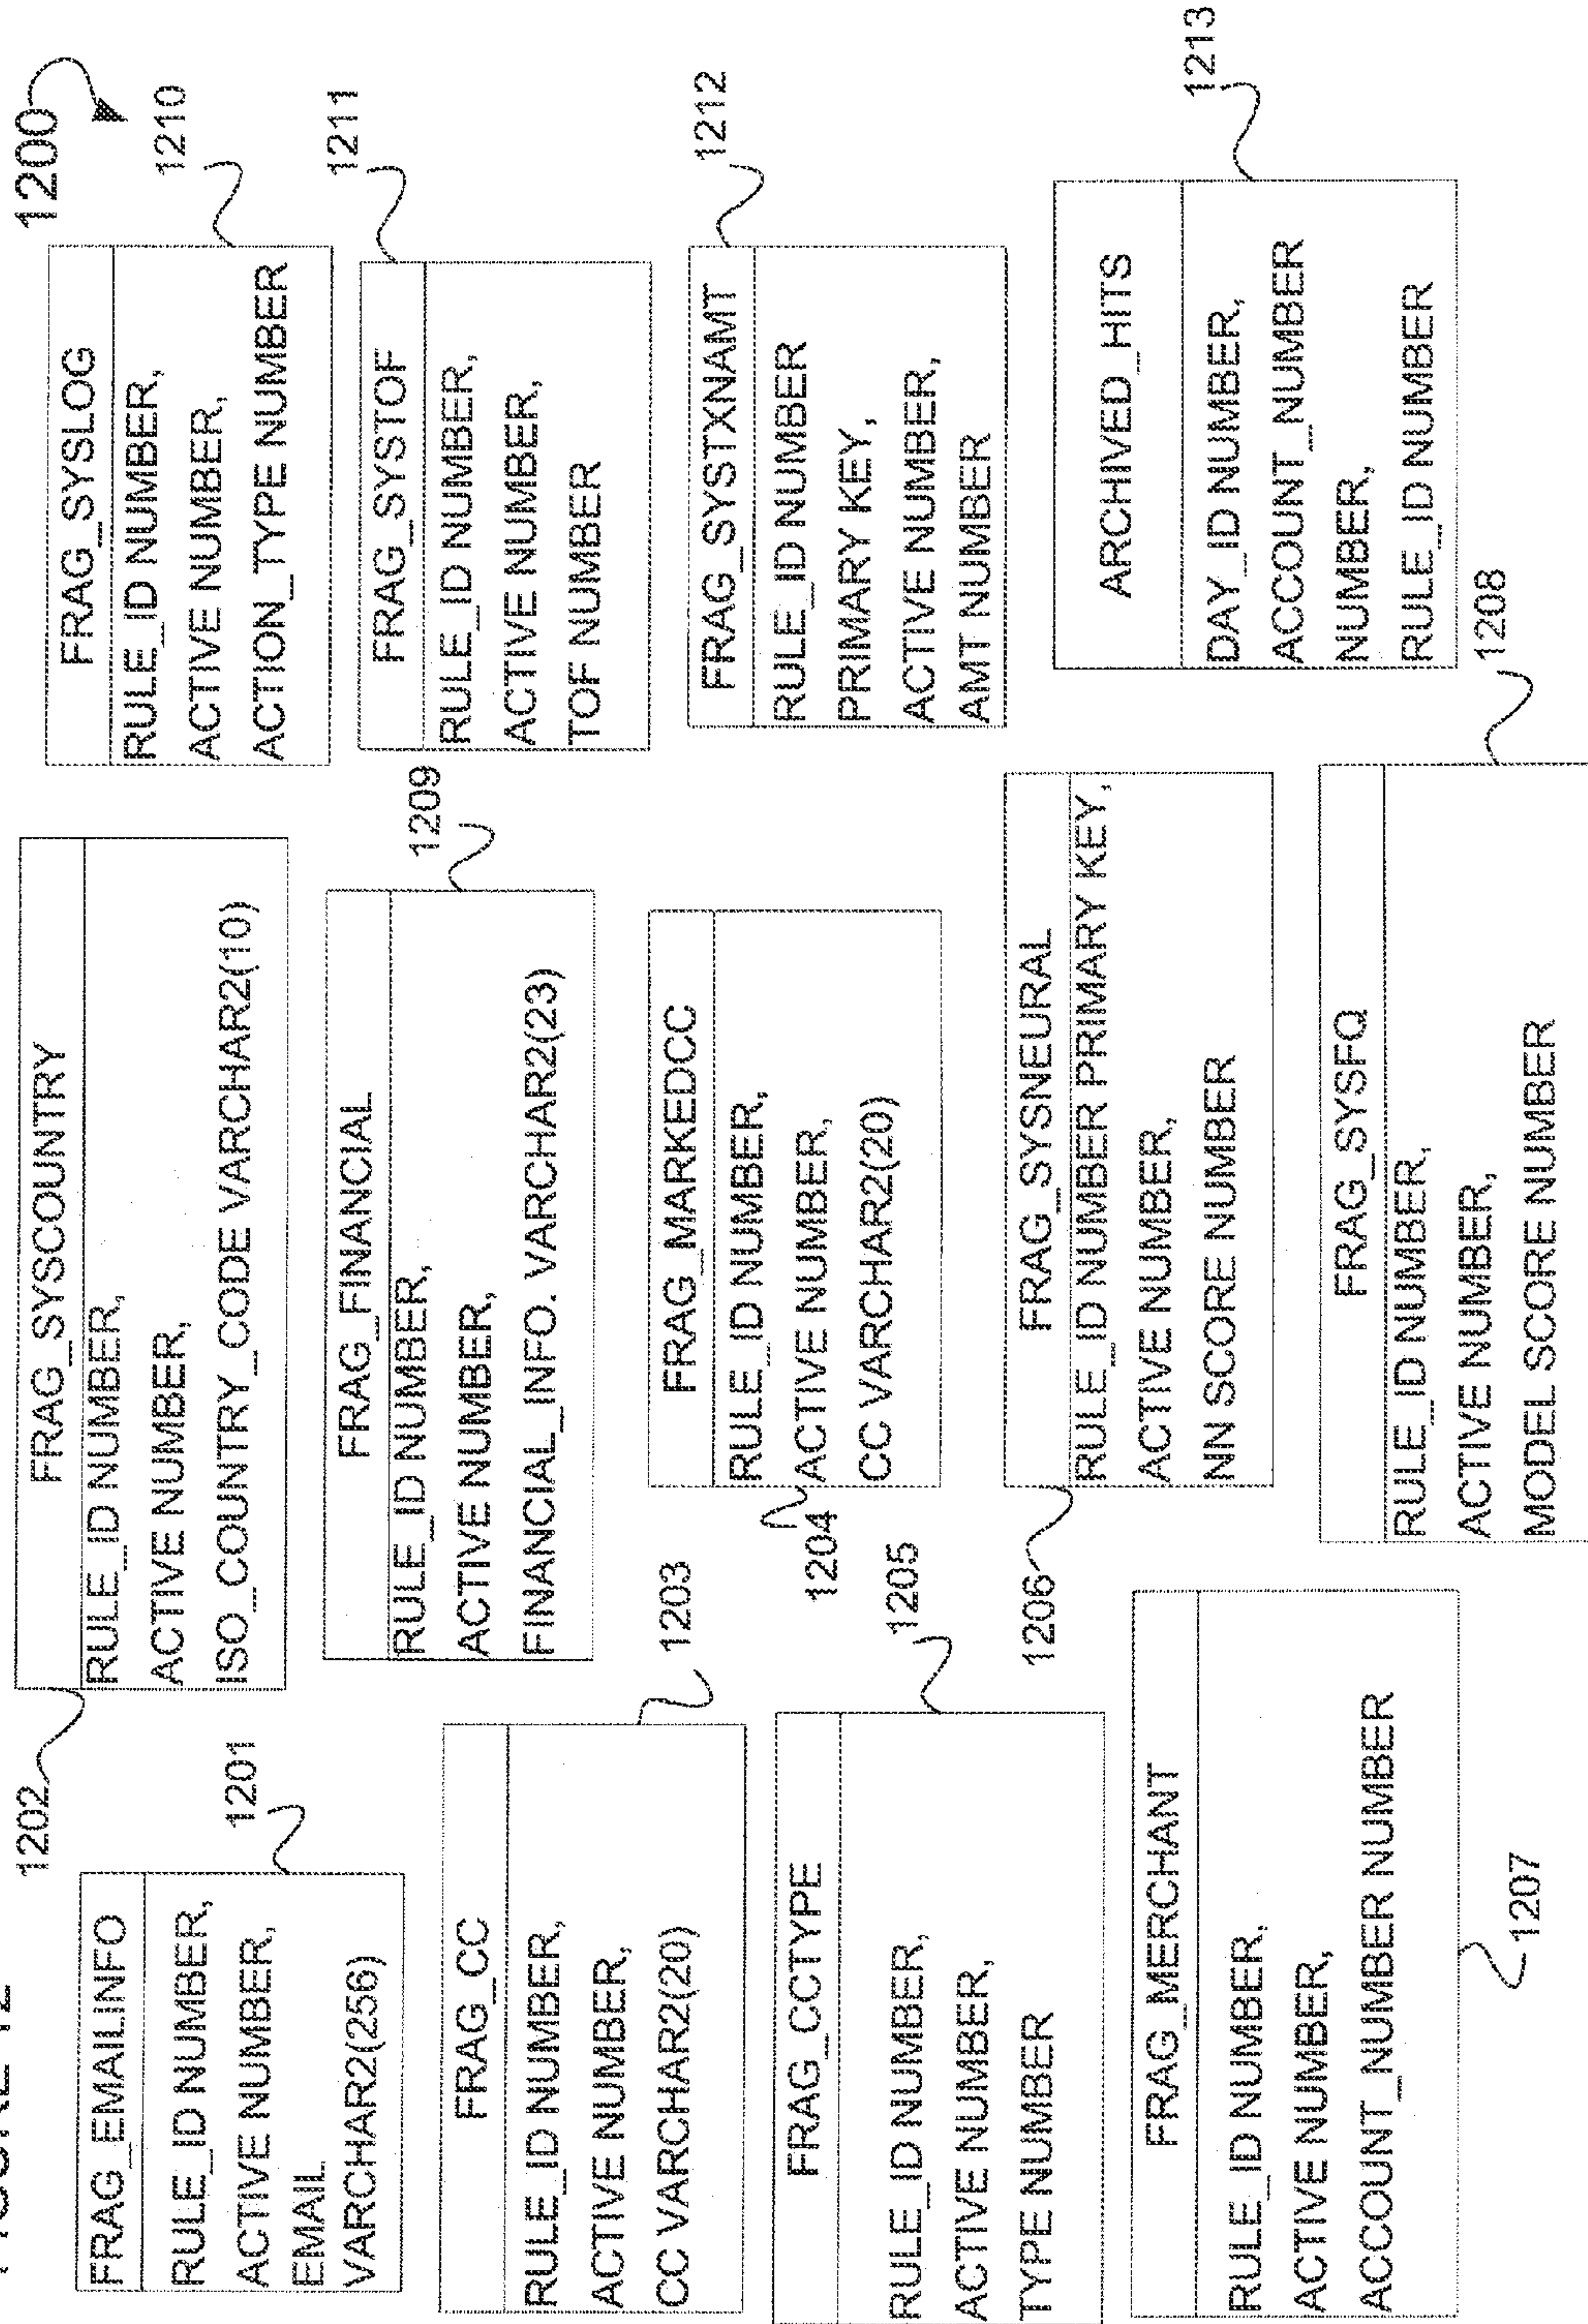 FIGURE 12
1200
1202
FRAG_SYSCOUNTRY
RULE_ID NUMBER,
ACTIVE NUMBER,
ISO_COUNTRY_CODE VARCHAR2(10)
FRAG_SYSLOG
RULE_ID NUMBER,
ACTIVE NUMBER,
ACTION_TYPE NUMBER
1210
FRAG_EMAILINFO
RULE_ID NUMBER,
ACTIVE NUMBER,
EMAIL
VARCHAR2(256)
1201
FRAG_FINANCIAL
RULE_ID NUMBER,
ACTIVE NUMBER,
FINANCIAL_INFO. VARCHAR2(23)
1209
FRAG_SYSTOF
RULE_ID NUMBER,
ACTIVE NUMBER,
TOF NUMBER
1211
FRAG_CC
RULE_ID NUMBER,
ACTIVE NUMBER,
CC VARCHAR2(20)
1203
FRAG_MARKEDCC
RULE_ID NUMBER,
ACTIVE NUMBER,
CC VARCHAR2(20)
1204
FRAG_SYSTXNAMT
RULE_ID NUMBER
PRIMARY KEY,
ACTIVE NUMBER,
AMT NUMBER
1212
FRAG_CCTYPE
RULE_ID NUMBER,
ACTIVE NUMBER,
TYPE NUMBER
1205
1206
FRAG_SYSNEURAL
RULE_ID NUMBER PRIMARY KEY,
ACTIVE NUMBER,
NN SCORE NUMBER
ARCHIVED_HITS
DAY_ID NUMBER,
ACCOUNT_NUMBER
NUMBER,
RULE_ID NUMBER
1213
FRAG_MERCHANT
RULE_ID NUMBER,
ACTIVE NUMBER,
ACCOUNT_NUMBER NUMBER
1207
FRAG_SYSFQ
RULE_ID NUMBER,
ACTIVE NUMBER,
MODEL SCORE NUMBER
1208